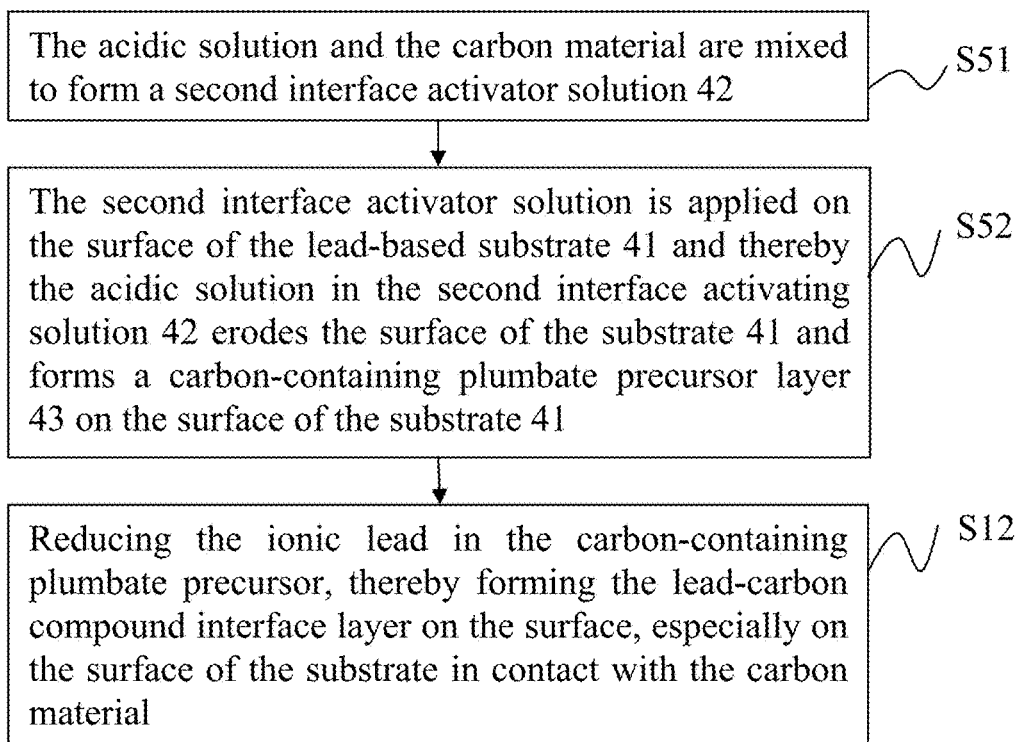 The acidic solution and the carbon material are mixed
to form a second interface activator solution 42
S51
The second interface activator solution is applied on
the surface of the lead-based substrate 41 and thereby
the acidic solution in the second interface activating
solution 42 erodes the surface of the substrate 41 and
forms a carbon-containing plumbate precursor layer
43 on the surface of the substrate 41
S52
Reducing the ionic lead in the carbon-containing
plumbate precursor, thereby forming the lead-carbon
compound interface layer on the surface, especially on
the surface of the substrate in contact with the carbon
material
S12